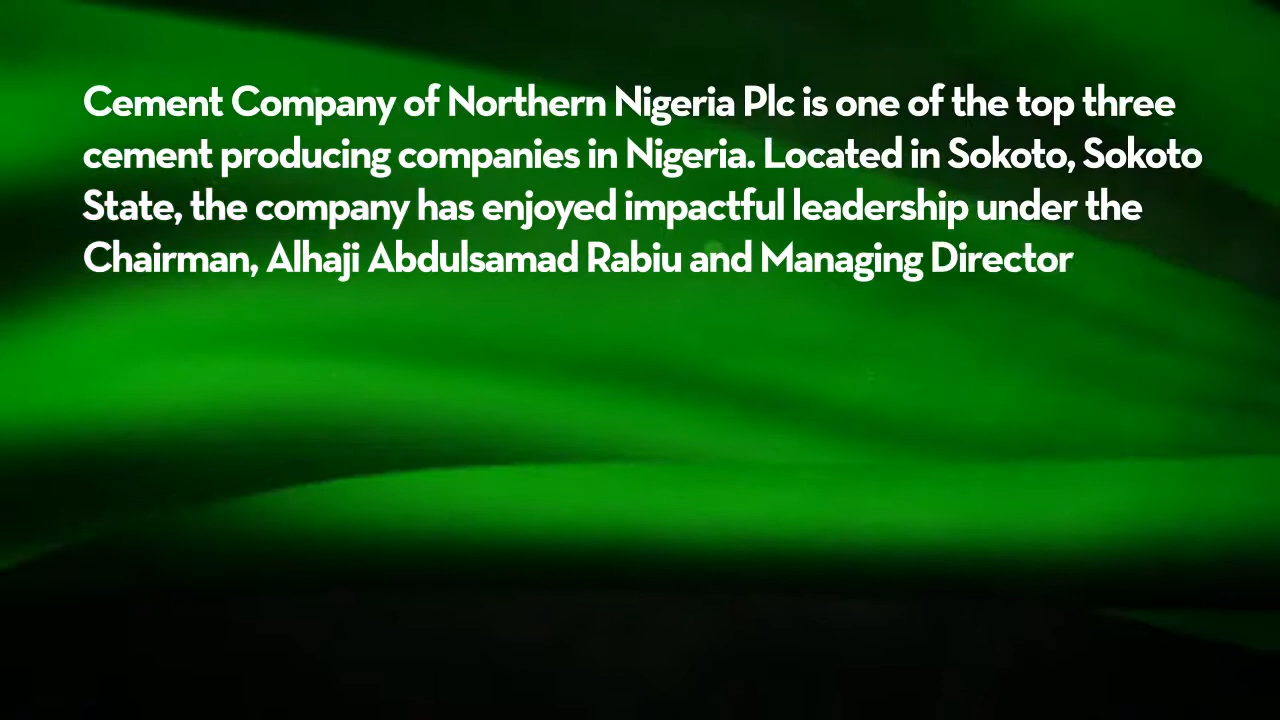 Cement Company of Northern Nigeria Plc is one of the top three
cement producing companies in Nigeria. Located in Sokoto, Sokoto
State, the company has enjoyed impactful leadership under the
Chairman, Alhaji Abdulsamad Rabiu and Managing Director